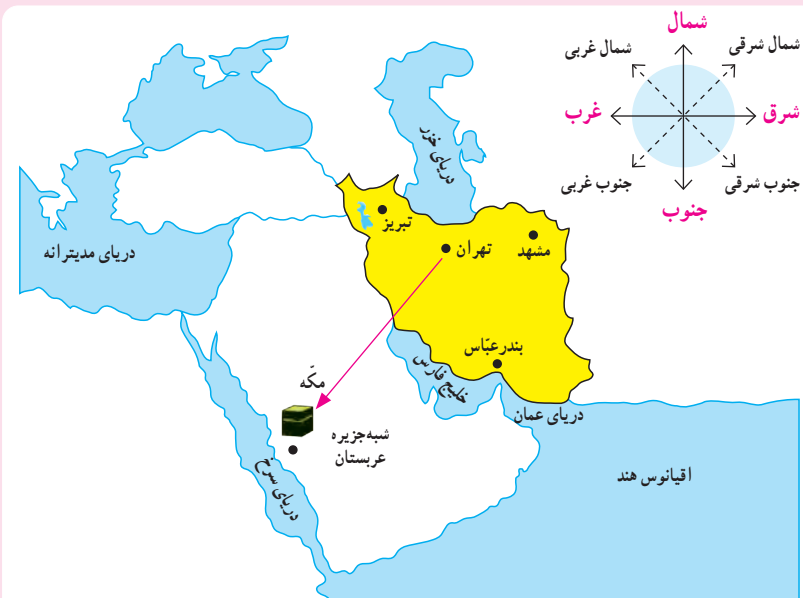 شمال
شمال شرقی
شمال غربی
شرق
غرب
جنوب شرقی
جنوب غربی
جنوب
دریای خزر
تبریز
تهران
مشهد
دریای مدیترانه
بندرعبّاس
خلیج فارس
مکّه
دریای عمان
شبه‌جزیره
عربستان
دریای سرخ
اقیانوس هند